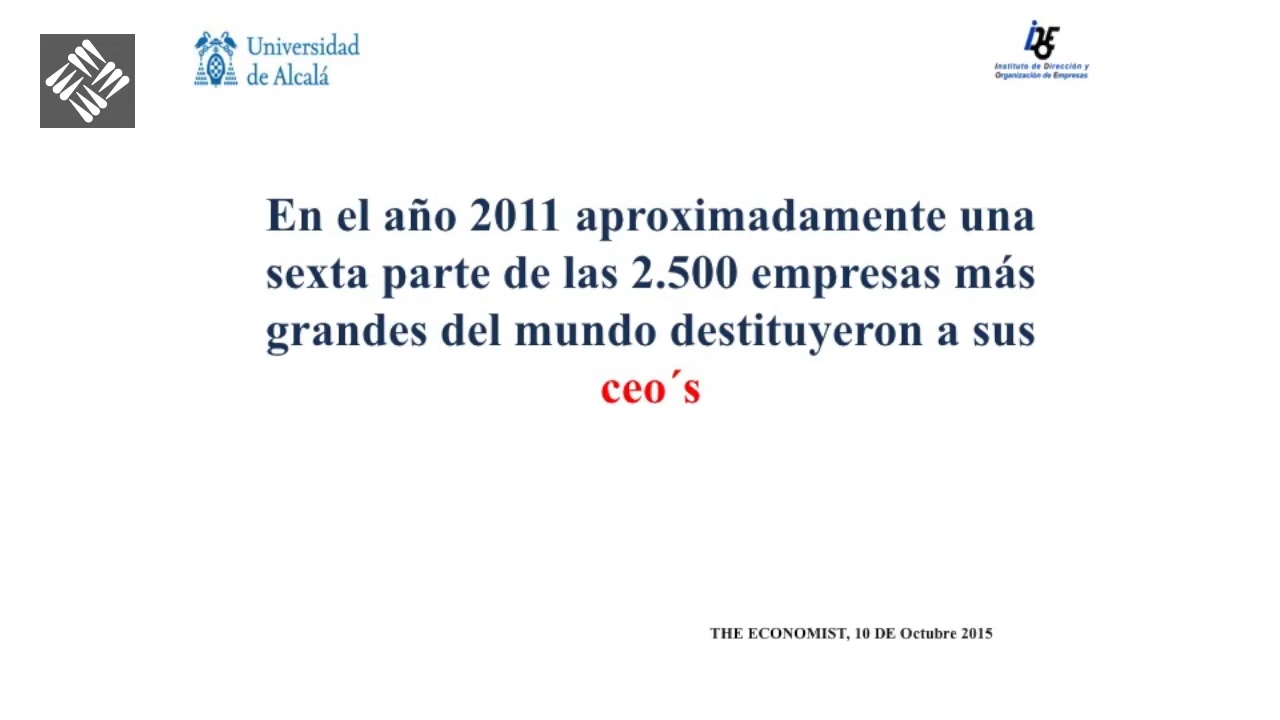 Universidad
de Alcalá
IDOE
Instituto de Dirección y
Organización de Empresas
En el año 2011 aproximadamente una
sexta parte de las 2.500 empresas más
grandes del mundo destituyeron a sus
ceo´s
THE ECONOMIST, 10 DE Octubre 2015